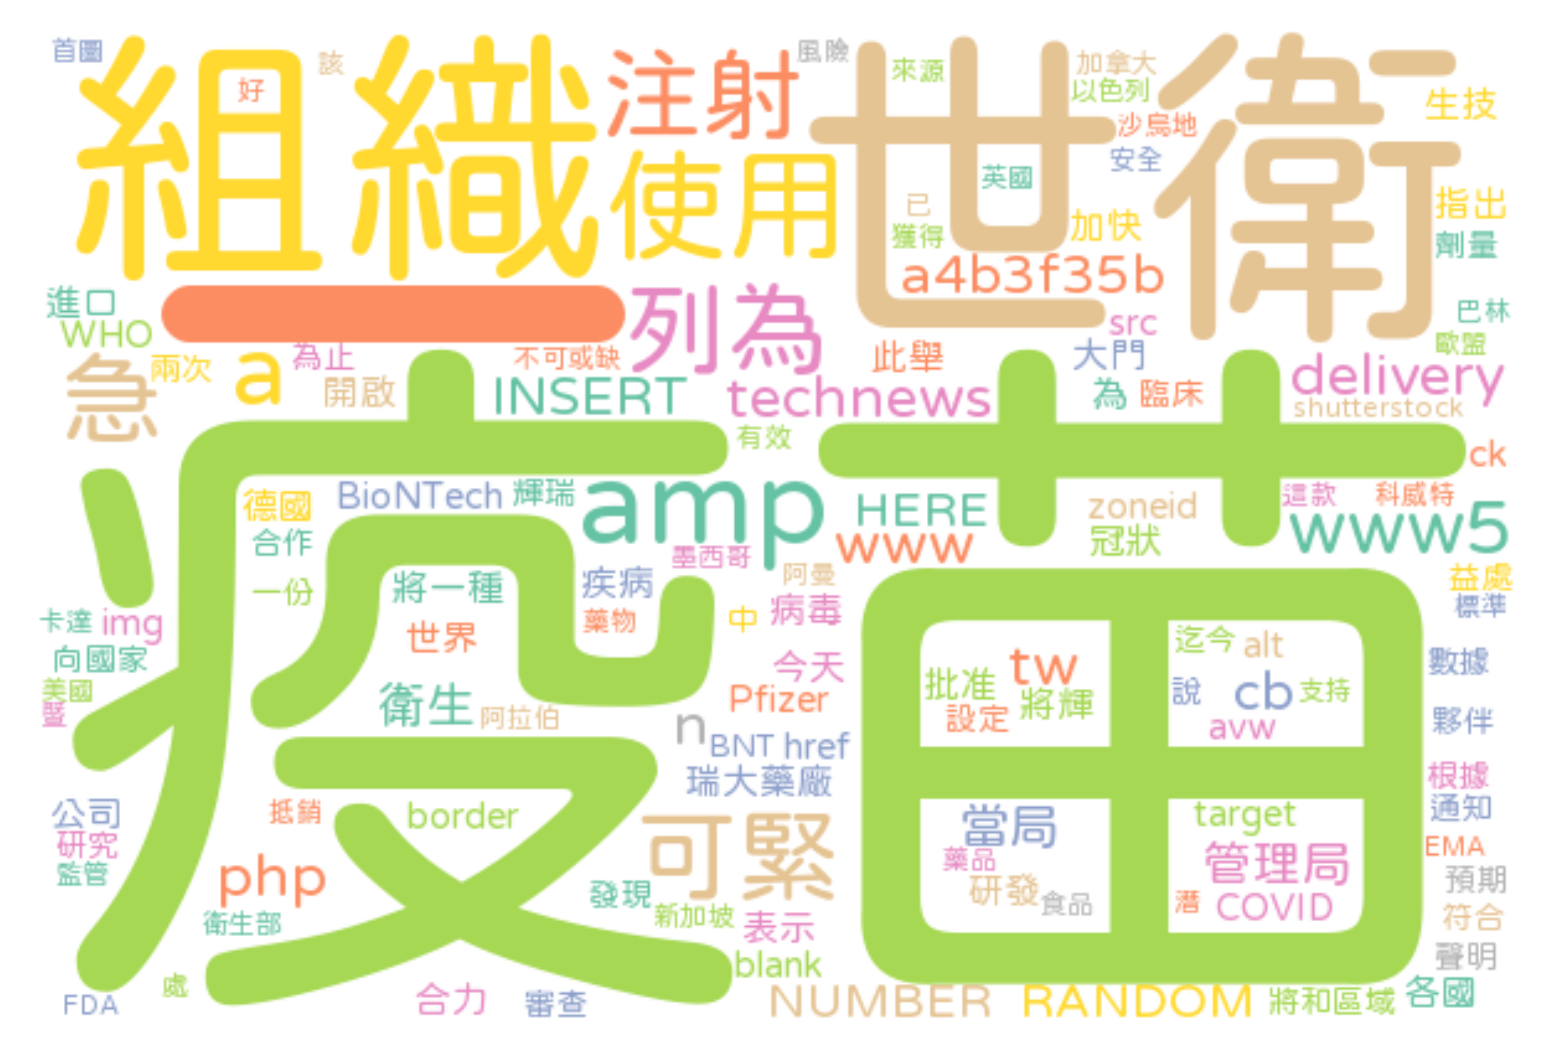 首圖
組織
好
該
注射
風險
世衛
來源
加拿大
以色列
沙烏地
安全
生技
英國
使用
已
獲得
加快
指出
劑量
a4b3f35b
進口
WHO
一
列為
src
巴林
歐盟
急
兩次
a
為止
開啟
不可或缺
INSERT
technews
此舉
大門
為
臨床
delivery
shutterstock
有效
ck
疫苗
德國
BioNTech
輝瑞
amp
HERE
www
zoneid
冠狀
這款
科威特
www5
合作
墨西哥
一份
將一種
疾病
阿曼
益處
標準
卡達
img
世界
藥物
中
病毒
向國家
美國
暨
衛生
阿拉伯
今天
Pfizer
批准
tw
設定
將輝
迄今
alt
說
cb
支持
avw
數據
夥伴
n
BNT
href
瑞大藥廠
根據
通知
公司
研究
監管
抵銷
border
可緊
當局
藥品
研發
食品
target
管理局
潛
COVID
EMA
預期
符合
聲明
php
衛生部
發現
新加坡
表示
blank
處
FDA
合力
審查
NUMBER
RANDOM
將和區域
各國